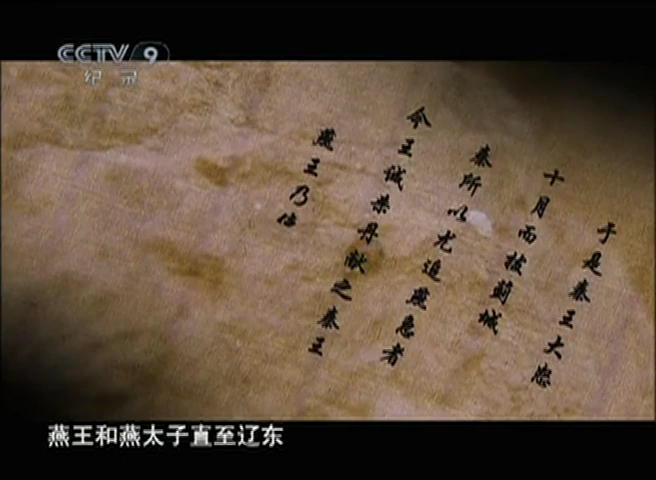 CCTV 9
纪录
于是秦王大怒
十月而拔蓟城
秦所以尤追燕急者
今王诚杀丹献之秦王
燕王乃
燕王和燕太子直至辽东